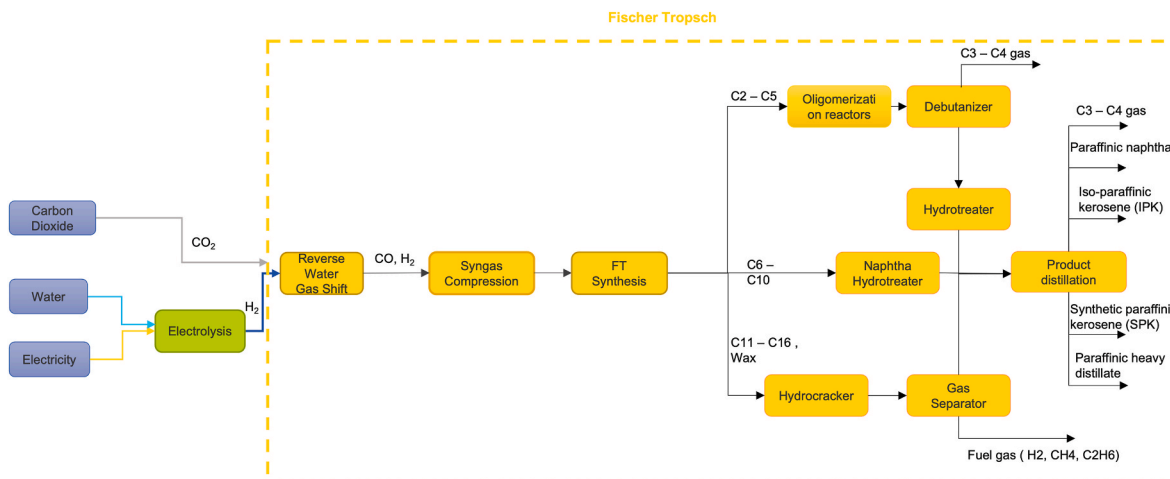 Fischer Tropsch
C3 – C4 gas
C2 – C5
Oligomerizati
on reactors
Debutanizer
C3 – C4 gas
Paraffinic naphtha
Hydrotreater
Iso-paraffinic
kerosene (IPK)
Carbon
Dioxide
CO₂
Reverse
Water
Gas Shift
CO, H₂
Syngas
Compression
FT
Synthesis
C6 –
C10
Naphtha
Hydrotreater
Product
distillation
Water
H₂
Electrolysis
Electricity
Synthetic paraffini
kerosene (SPK)
C11 – C16 ,
Wax
Paraffinic heavy
distillate
Hydrocracker
Gas
Separator
Fuel gas ( H2, CH4, C2H6)